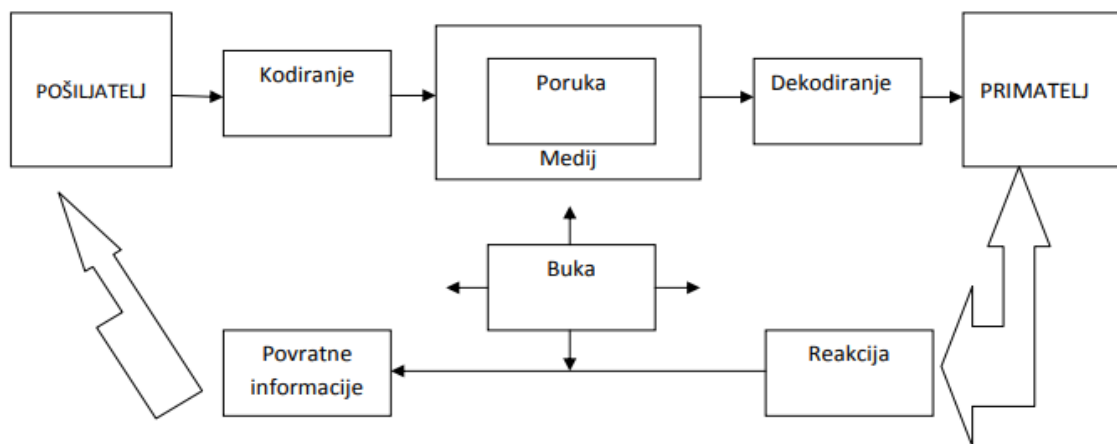 POŠILJATELJ
Kodiranje
Poruka
Medij
Dekodiranje
PRIMATELJ
Buka
Povratne
informacije
Reakcija